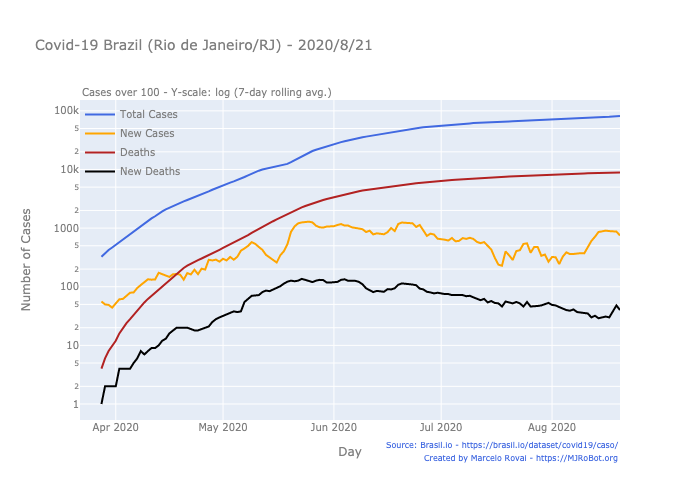 Covid-19 Brazil (Rio de Janeiro/RJ) - 2020/8/21
Cases over 100 - Y-scale: log (7-day rolling avg.)
Total Cases
New Cases
Deaths
New Deaths
100k
5
2
10k
5
2
1000
5
2
100
5
2
10
5
2
1
Number of Cases
Apr 2020
May 2020
Jun 2020
Jul 2020
Aug 2020
Day
Source: Brasil.io - https://brasil.io/dataset/covid19/caso/
Created by Marcelo Rovai - https://MJRoBot.org